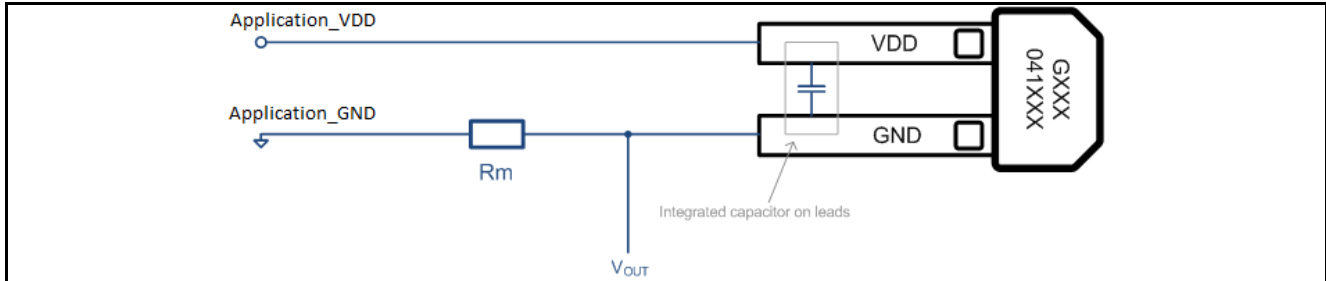 Application_VDD
VDD
GXXX
041XXX
Application_GND
GND
Rm
Integrated capacitor on leads
VOUT